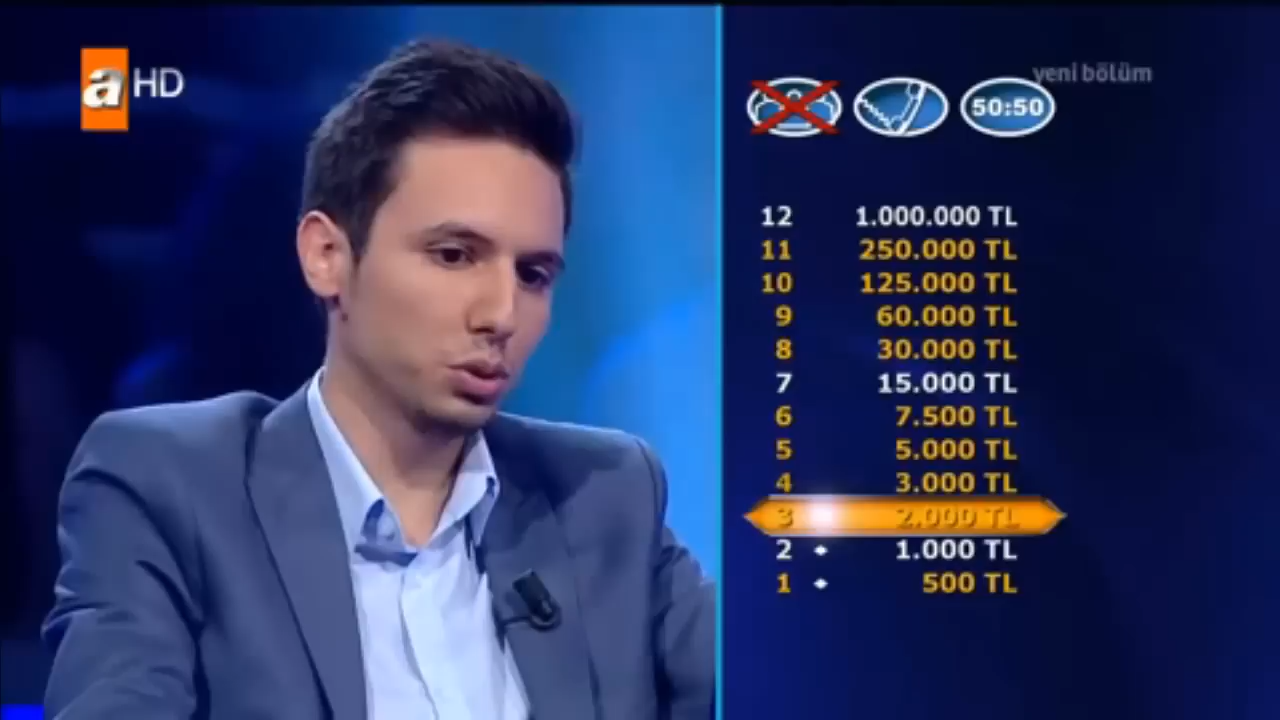 a HD
yeni bölüm
50:50
12 1.000.000 TL
11 250.000 TL
10 125.000 TL
9 60.000 TL
8 30.000 TL
7 15.000 TL
6 7.500 TL
5 5.000 TL
4 3.000 TL
3 2.000 TL
2 1.000 TL
1 500 TL